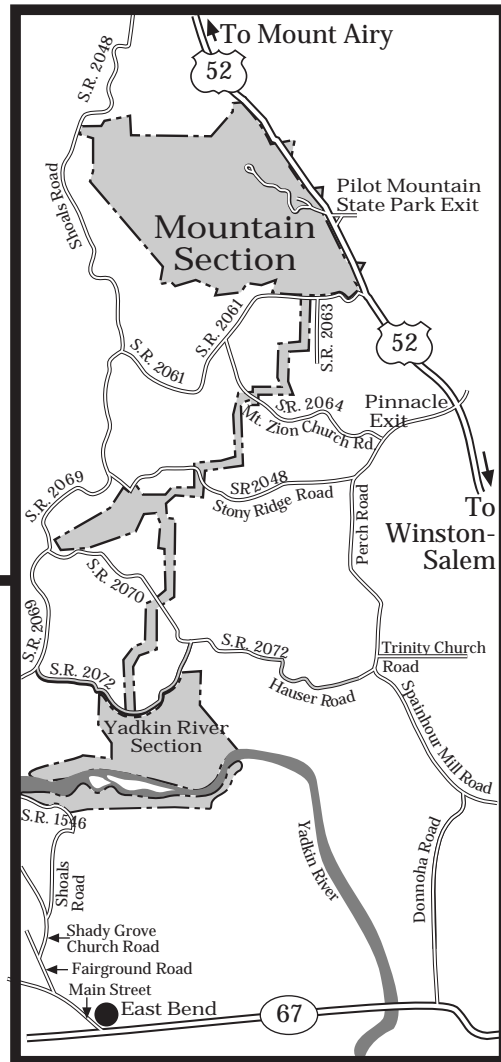 To Mount Airy
52
S.R. 2048
Shoals Road
Pilot Mountain
State Park Exit
Mountain
Section
S.R. 2061
S.R. 2063
52
S.R. 2061
Pinnacle
Exit
SR. 2064
Mt. Zion Church Rd.
S.R. 2069
SR2048
Stony Ridge Road
To
Winston-
Salem
Perch Road
S.R. 2070
S.R. 2069
S.R. 2072
Trinity Church
Road
S.R. 2072
Hauser Road
Spainhour Mill Road
Yadkin River
Section
S.R. 1546
Yadkin River
Donnoha Road
Shoals
Road
Shady Grove
Church Road
Fairground Road
Main Street
East Bend
67